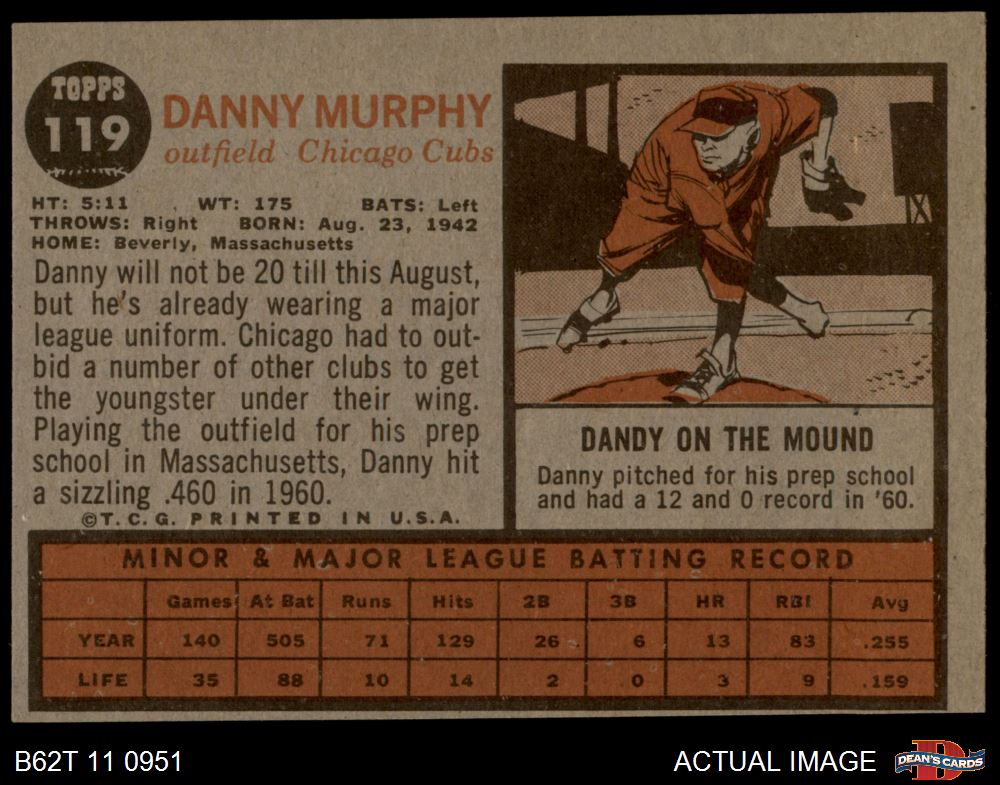 TOPPS
119
DANNY MURPHY
outfield Chicago Cubs
HT: 5:11 WT: 175 BATS: Left
THROWS: Right BORN: Aug. 23, 1942
HOME: Beverly, Massachusetts
Danny will not be 20 till this August,
but he's already wearing a major
league uniform. Chicago had to out-
bid a number of other clubs to get
the youngster under their wing.
Playing the outfield for his prep
school in Massachusetts, Danny hit
a sizzling .460 in 1960.
©T.C.G. PRINTED IN U.S.A.
DANDY ON THE MOUND
Danny pitched for his prep school
and had a 12 and 0 record in '60.
MINOR & MAJOR LEAGUE BATTING RECORD
Games At Bat Runs Hits 2B 3B HR RBI Avg
YEAR 140 505 71 129 26 6 13 83 .255
LIFE 35 88 10 14 2 0 3 9 .159
B62T 11 0951
ACTUAL IMAGE
DEAN'S CARDS